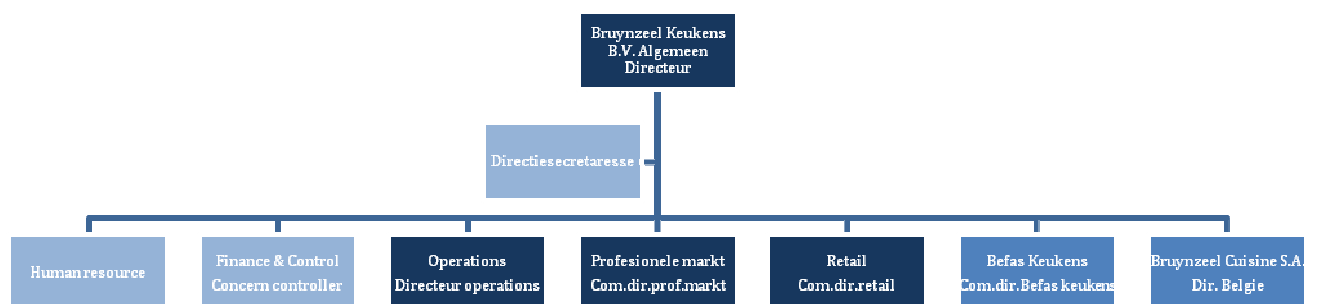 Bruynzeel Keukens
B.V. Algemeen
Directeur
Directiesecretaresse
Human resource
Finance & Control
Concern controller
Operations
Directeur operations
Profesionele markt
Com.dir.prof.markt
Retail
Com.dir.retail
Befas Keukens
Com.dir.Befas keukens
Bruynzeel Cuisine S.A.
Dir. Belgie